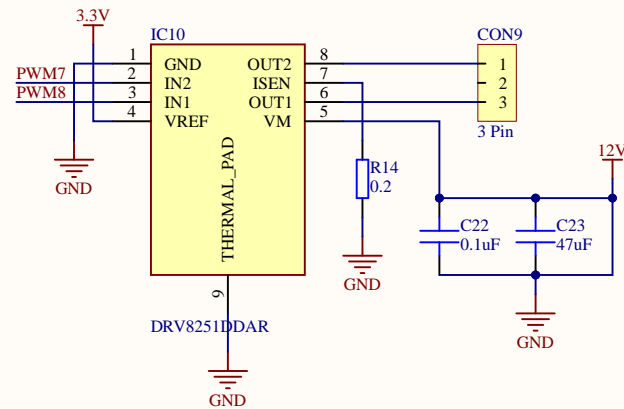 3.3V
IC10
CON9
1 GND OUT2 8
PWM7 2 IN2 ISEN 7
PWM8 3 IN1 OUT1 6
4 VREF VM 5
1
2
3
3 Pin
THERMAL_PAD
9
GND
R14
0.2
GND
12V
C22
0.1uF
C23
47uF
GND
DRV8251DDAR
GND